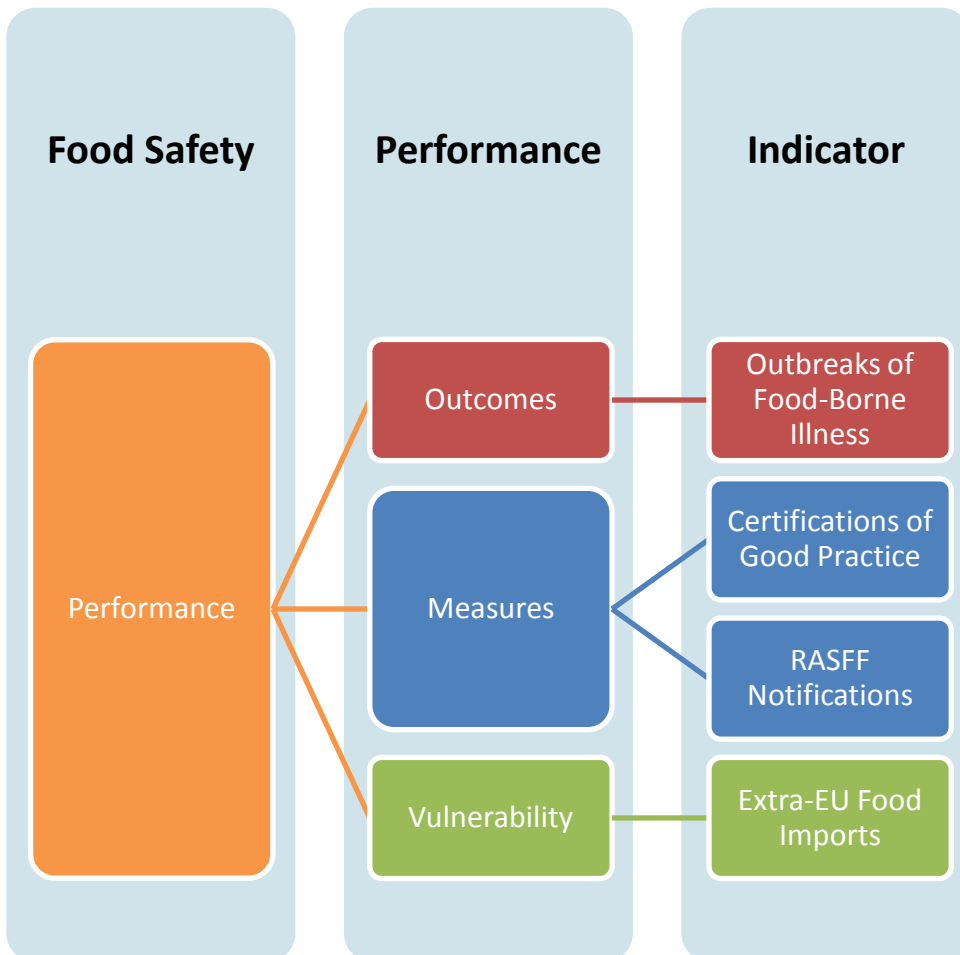 Food Safety
Performance
Indicator
Performance
Outcomes
Measures
Vulnerability
Outbreaks of
Food-Borne
Illness
Certifications of
Good Practice
RASFF
Notifications
Extra-EU Food
Imports